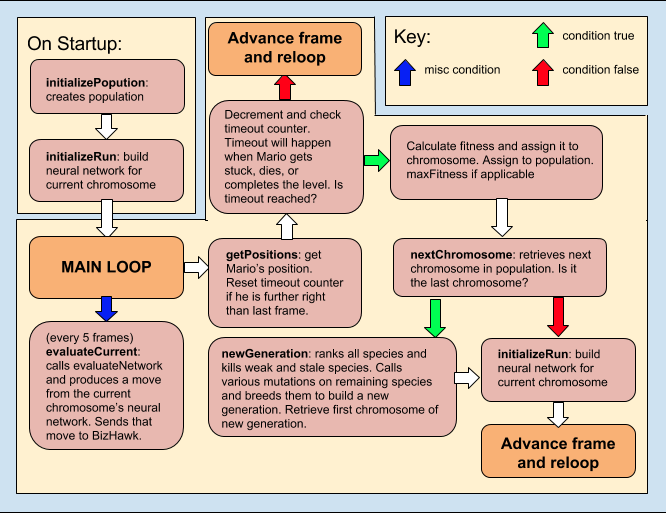 On Startup:
initializePopution:
creates population
initializeRun: build
neural network for
current chromosome
Advance frame
and reloop
Key:
condition true
misc condition
condition false
Decrement and check
timeout counter.
Timeout will happen
when Mario gets
stuck, dies, or
completes the level. Is
timeout reached?
Calculate fitness and assign it to
chromosome. Assign to population.
maxFitness if applicable
MAIN LOOP
getPositions: get
Mario's position.
Reset timeout counter
if he is further right
than last frame.
nextChromosome: retrieves next
chromosome in population. Is it
the last chromosome?
(every 5 frames)
evaluateCurrent:
calls evaluateNetwork
and produces a move
from the current
chromosome's neural
network. Sends that
move to BizHawk.
newGeneration: ranks all species and
kills weak and stale species. Calls
various mutations on remaining species
and breeds them to build a new
generation. Retrieve first chromosome of
new generation.
initializeRun: build
neural network for
current chromosome
Advance frame
and reloop